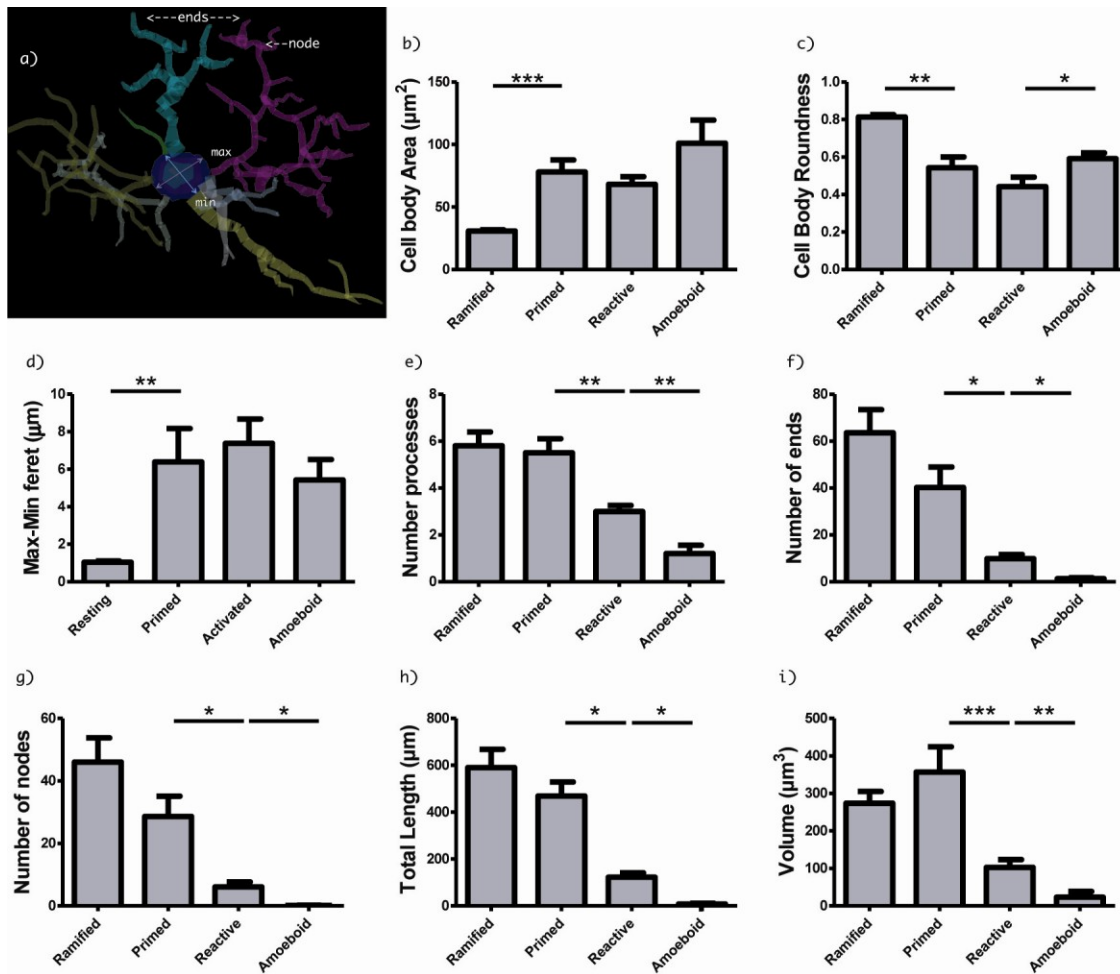 a)
<---ends--->
<--node
max
min
b)
Cell body Area (µm²)
150
100
50
0
***
Ramified
Primed
Reactive
Amoeboid
c)
Cell Body Roundness
1.0
0.8
0.6
0.4
0.2
0.0
**
*
Ramified
Primed
Reactive
Amoeboid
d)
Max-Min feret (µm)
10
8
6
4
2
0
**
Resting
Primed
Activated
Amoeboid
e)
Number processes
8
6
4
2
0
**
**
Ramified
Primed
Reactive
Amoeboid
f)
Number of ends
80
60
40
20
0
*
*
Ramified
Primed
Reactive
Amoeboid
g)
Number of nodes
60
40
20
0
*
*
Ramified
Primed
Reactive
Amoeboid
h)
Total Length (µm)
800
600
400
200
0
*
*
Ramified
Primed
Reactive
Amoeboid
i)
Volume (µm³)
500
400
300
200
100
0
***
**
Ramified
Primed
Reactive
Amoeboid